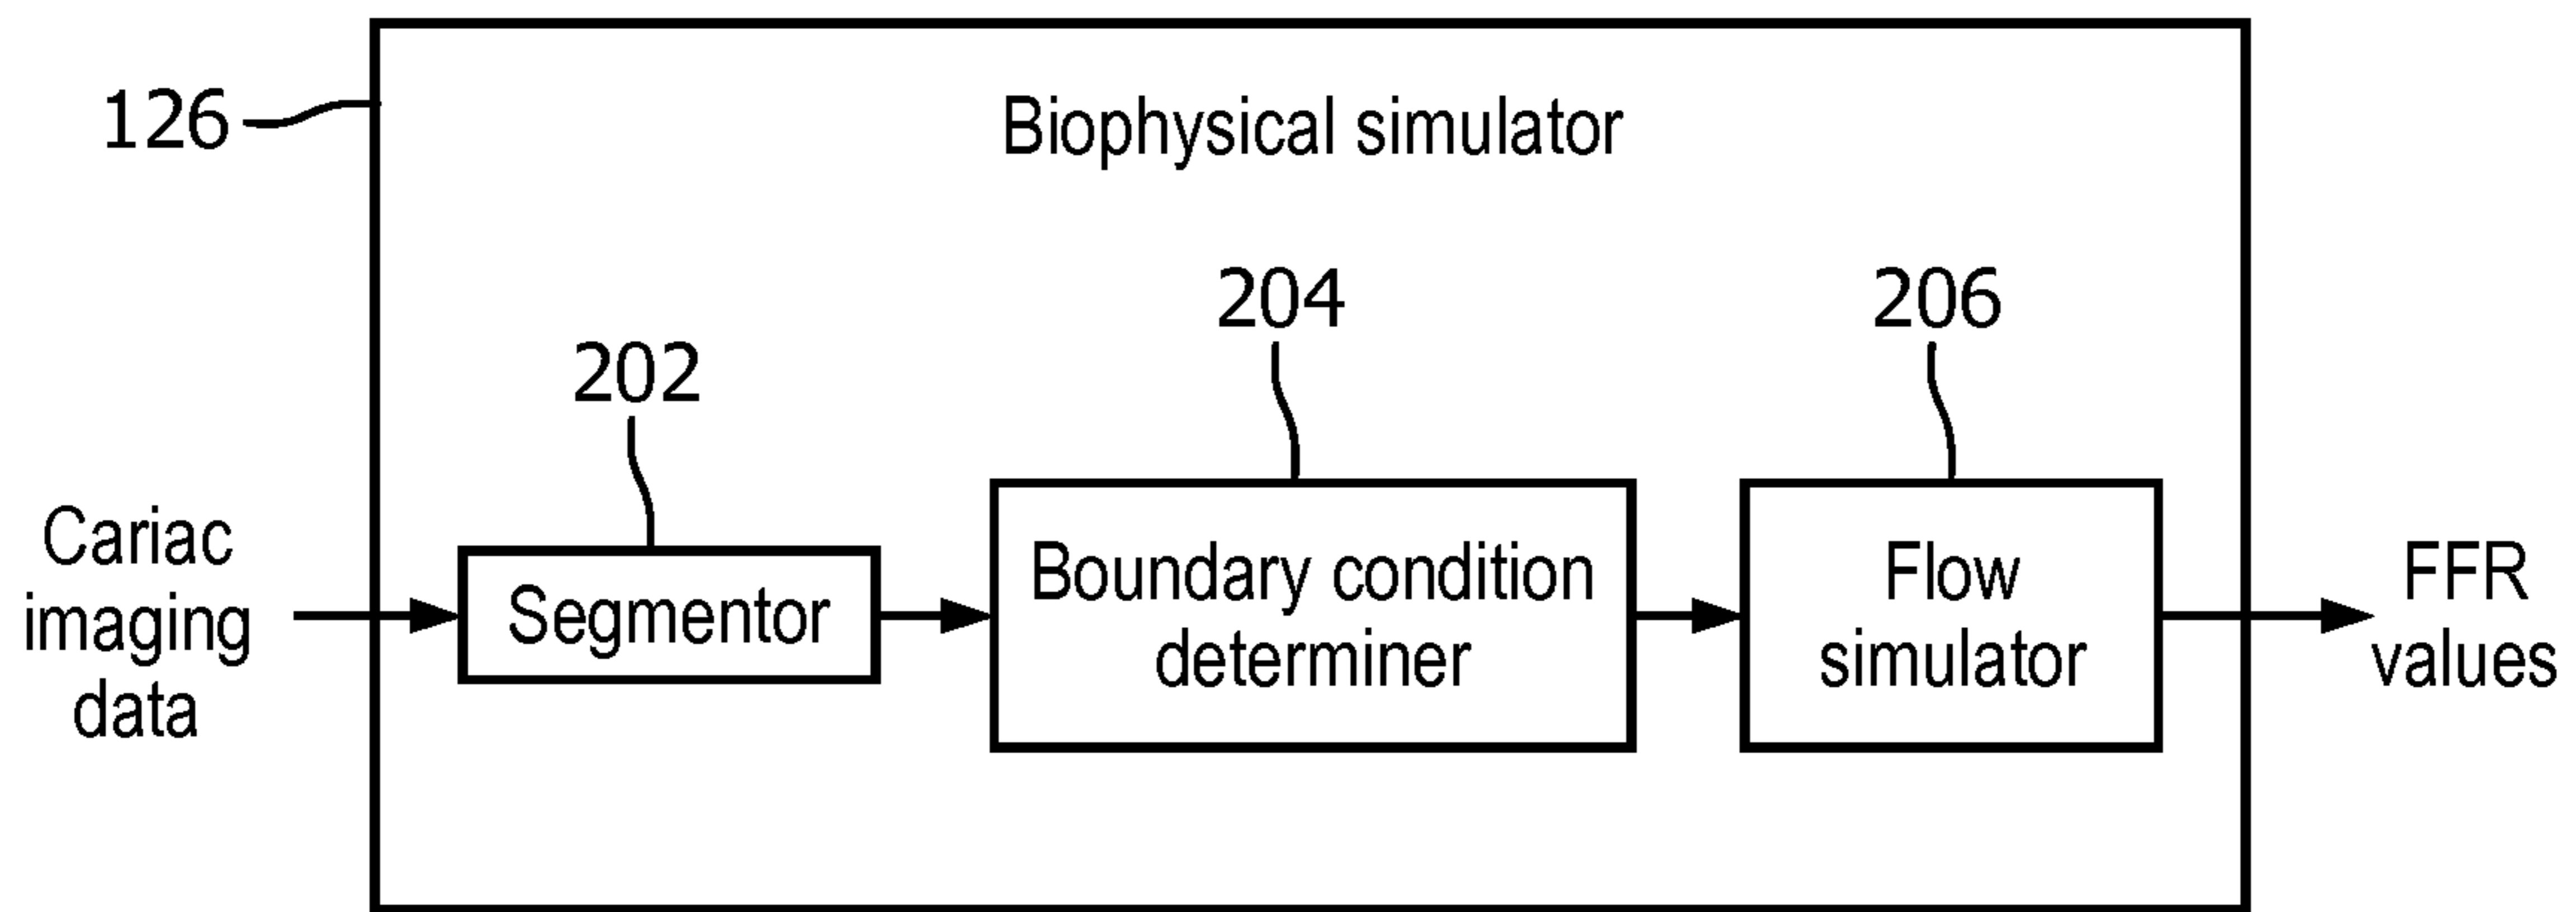 126
Biophysical simulator
202
204
206
Cariac
imaging
data
Segmentor
Boundary condition
determiner
Flow
simulator
FFR
values